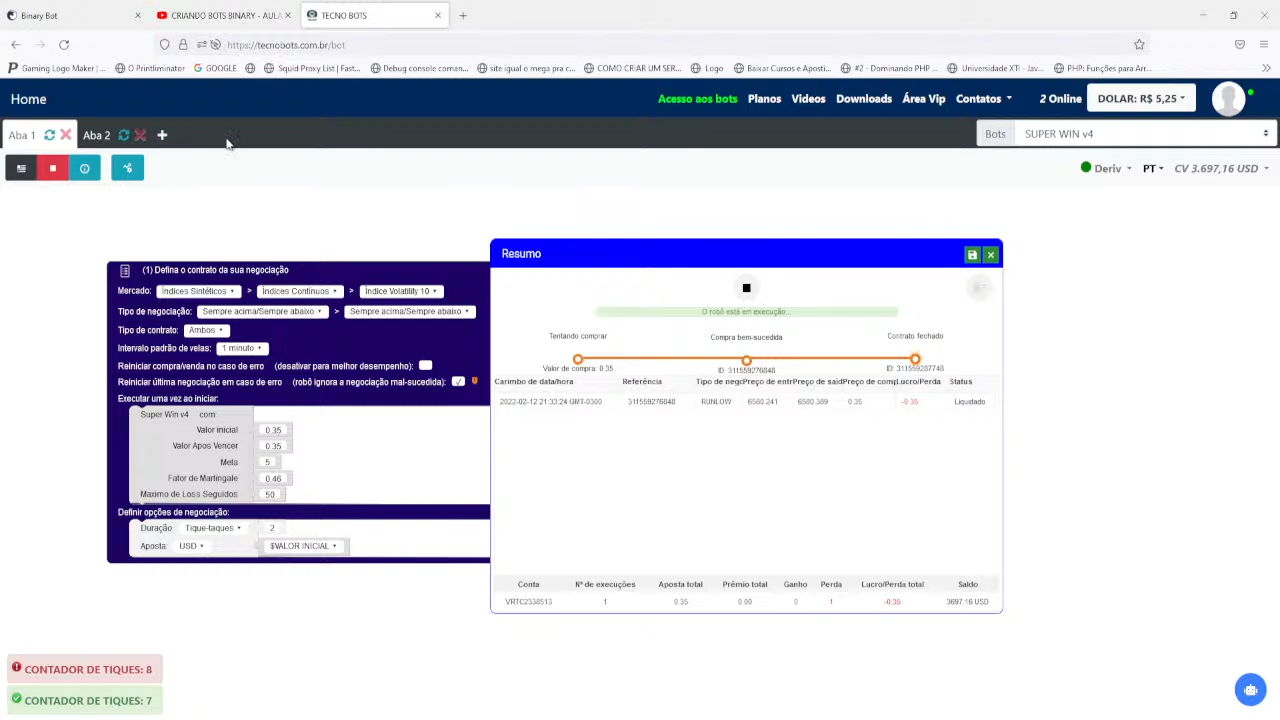 Binary Bot
CRIANDO BOTS BINARY - AUL
TECNO BOTS
https://tecnobots.com.br/bot
Gaming Logo Maker |
O Printliminator
GOOGLE
Squid Proxy List | Fast...
Debug console coman...
site igual o mega pra c...
COMO CRIAR UM SER...
Logo
Baixar Cursos e Aposti...
#2 - Dominando PHP ...
Universidade XTI - Jav...
PHP: Funções para Arr...
Home
Acesso aos bots
Planos
Videos
Downloads
Área Vip
Contatos
2 Online
DOLAR: R$ 5,25
Aba 1
Aba 2
Bots
SUPER WIN v4
Deriv
PT
CV 3.697,16 USD
(1) Defina o contrato da sua negociação
Mercado: Índices Sintéticos > Índices Contínuos > Índice Volatility 10
Tipo de negociação: Sempre acima/Sempre abaixo > Sempre acima/Sempre abaixo
Tipo de contrato: Ambos
Intervalo padrão de velas: 1 minuto
Reiniciar compra/venda no caso de erro (desativar para melhor desempenho):
Reiniciar última negociação em caso de erro (robô ignora a negociação mal-sucedida):
Executar uma vez ao iniciar:
Super Win v4 com:
Valor inicial 0.35
Valor Apos Vencer 0.35
Meta 5
Fator de Martingale 0.46
Maximo de Loss Seguidos 50
Definir opções de negociação:
Duração: Tique-taques 2
Aposta: USD $VALOR INICIAL
Resumo
O robô está em execução...
Tentando comprar
Compra bem-sucedida
Contrato fechado
Valor de compra: 0.35
ID: 311559276848
ID: 311559287748
Carimbo de data/hora Referência Tipo de nego Preço de entr Preço de saíd Preço de comp Lucro/Perda Status
2022-02-12 21:33:24 GMT-0300 311559276848 RUNLOW 6580.241 6580.389 0.35 -0.35 Liquidado
Conta Nº de execuções Aposta total Prêmio total Ganho Perda Lucro/Perda total Saldo
VRTC2338513 1 0.35 0.00 0 1 -0.35 3697.16 USD
CONTADOR DE TIQUES: 8
CONTADOR DE TIQUES: 7